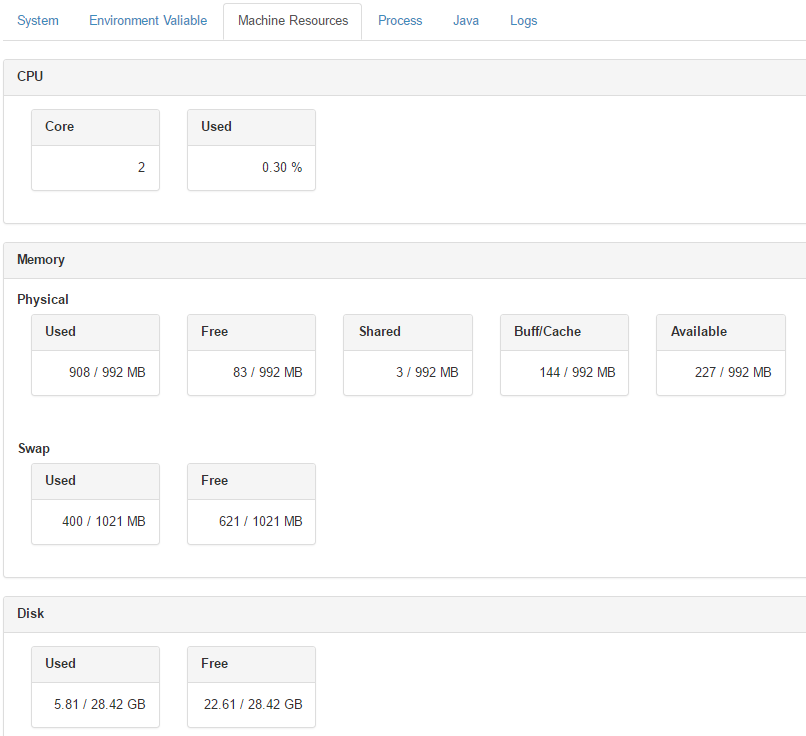 System Environment Valiable Machine Resources Process Java Logs
CPU
Core Used
2 0.30 %
Memory
Physical
Used Free Shared Buff/Cache Available
908 / 992 MB 83 / 992 MB 3 / 992 MB 144 / 992 MB 227 / 992 MB
Swap
Used Free
400 / 1021 MB 621 / 1021 MB
Disk
Used Free
5.81 / 28.42 GB 22.61 / 28.42 GB